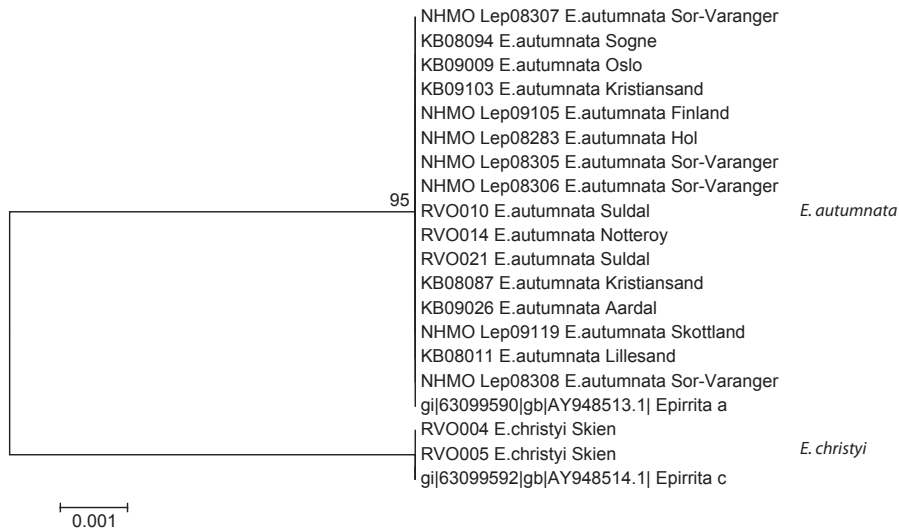 NHMO Lep08307 E.autumnata Sor-Varanger
KB08094 E.autumnata Sogne
KB09009 E.autumnata Oslo
KB09103 E.autumnata Kristiansand
NHMO Lep09105 E.autumnata Finland
NHMO Lep08283 E.autumnata Hol
NHMO Lep08305 E.autumnata Sor-Varanger
NHMO Lep08306 E.autumnata Sor-Varanger
95
RVO010 E.autumnata Suldal
E. autumnata
RVO014 E.autumnata Notteroy
RVO021 E.autumnata Suldal
KB08087 E.autumnata Kristiansand
KB09026 E.autumnata Aardal
NHMO Lep09119 E.autumnata Skottland
KB08011 E.autumnata Lillesand
NHMO Lep08308 E.autumnata Sor-Varanger
gi|63099590|gb|AY948513.1| Epirrita a
RVO004 E.christyi Skien
RVO005 E.christyi Skien
E. christyi
gi|63099592|gb|AY948514.1| Epirrita c
0.001